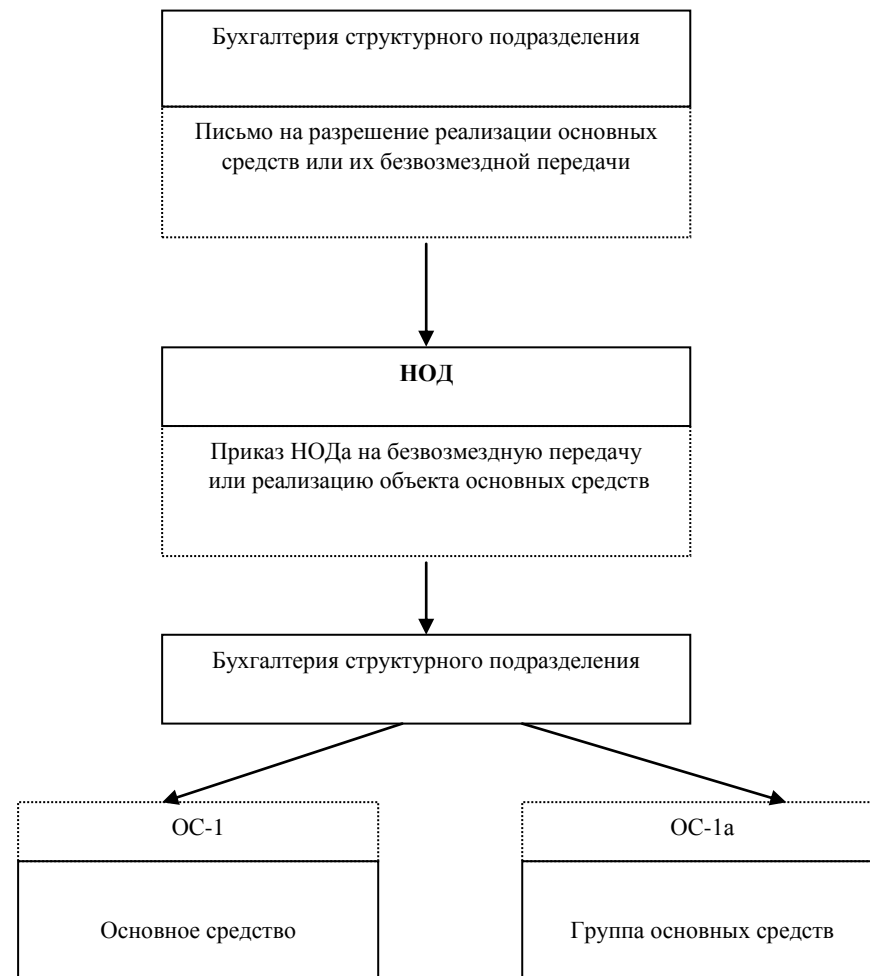 Бухгалтерия структурного подразделения
Письмо на разрешение реализации основных
средств или их безвозмездной передачи
НОД
Приказ НОДа на безвозмездную передачу
или реализацию объекта основных средств
Бухгалтерия структурного подразделения
ОС-1
ОС-1а
Основное средство
Группа основных средств